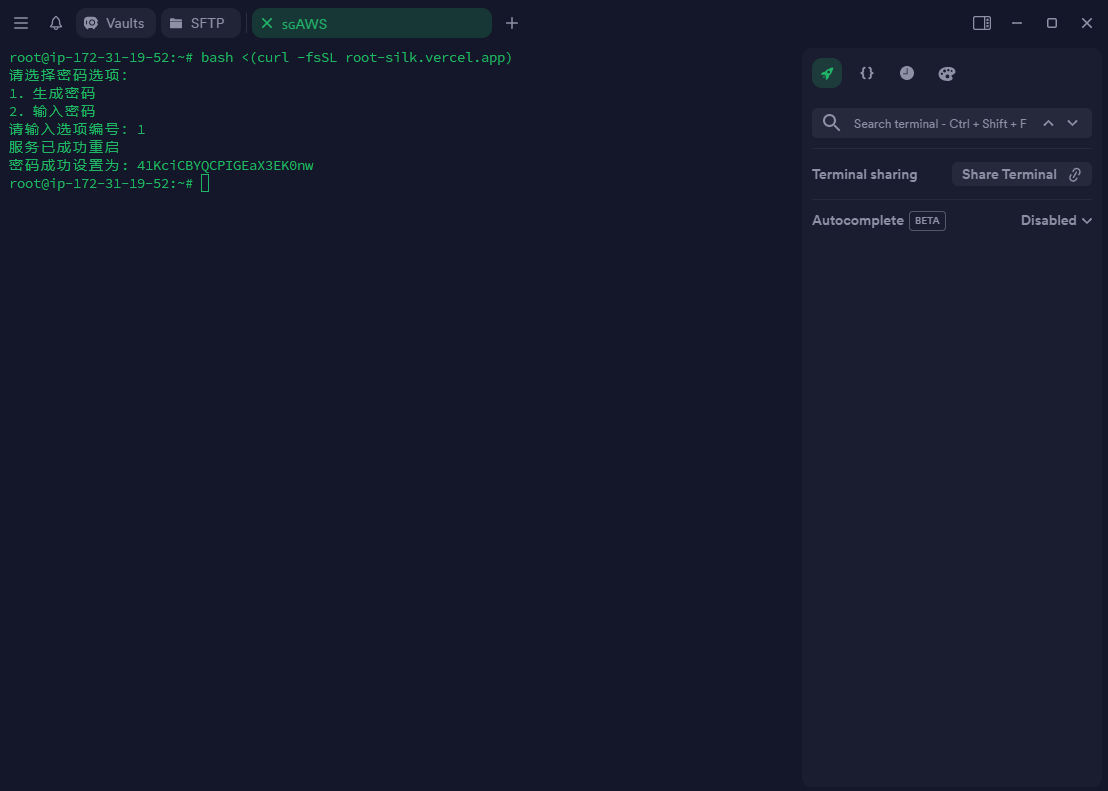 Vaults
SFTP
sGAWS
root@ip-172-31-19-52:~# bash <(curl -fsSL root-silk.vercel.app)
请选择密码选项:
1. 生成密码
2. 输入密码
请输入选项编号: 1
服务已成功重启
密码成功设置为: 41KciCBYQCPIGEaX3EK0nw
root@ip-172-31-19-52:~#
Search terminal - Ctrl + Shift + F
Terminal sharing
Share Terminal
Autocomplete BETA
Disabled